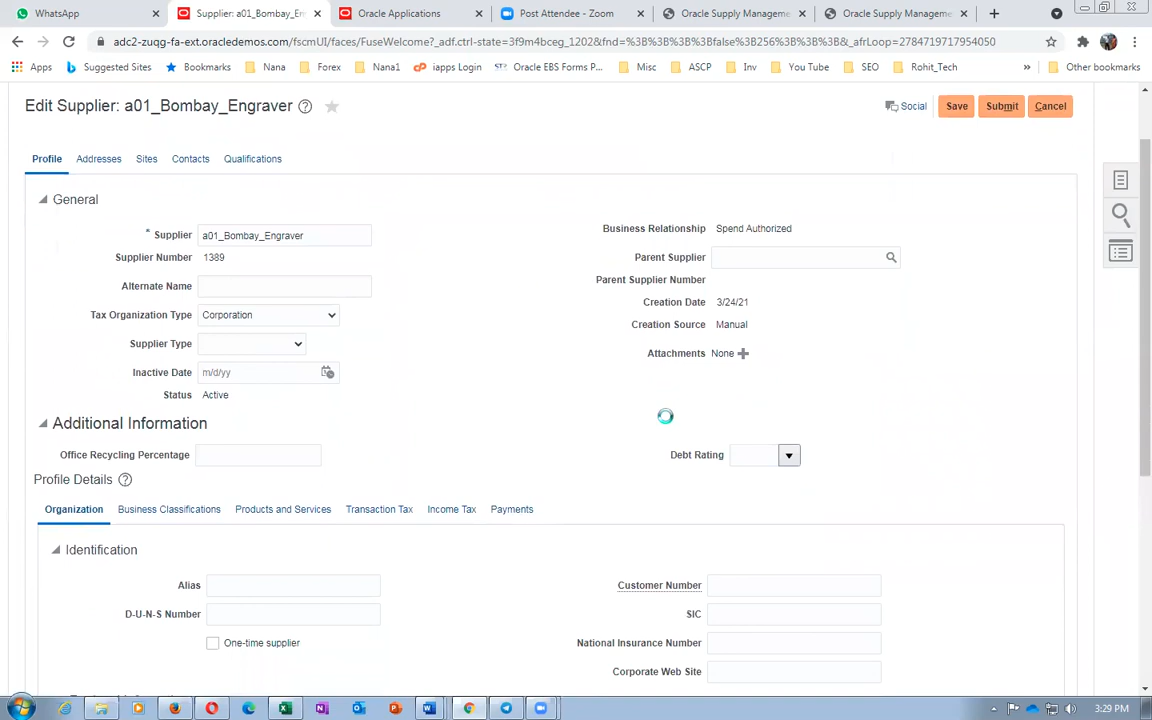 WhatsApp
Supplier: a01_Bombay_En
Oracle Applications
Post Attendee - Zoom
Oracle Supply Manageme
Oracle Supply Manageme
adc2-zuqg-fa-ext.oracledemos.com/fscmUI/faces/FuseWelcome?_adf.ctrl-state=3f9m4bceg_1202&fnd=%3B%3B%3B%3Bfalse%3B256%3B%3B%3B&_afrLoop=2784719717954050
Apps
Suggested Sites
Bookmarks
Nana
Forex
Nana1
iapps Login
Oracle EBS Forms P...
Misc
ASCP
Inv
You Tube
SEO
Rohit_Tech
»
Other bookmarks
Edit Supplier: a01_Bombay_Engraver
Social
Save
Submit
Cancel
Profile
Addresses
Sites
Contacts
Qualifications
General
* Supplier a01_Bombay_Engraver
Supplier Number 1389
Alternate Name
Tax Organization Type Corporation
Supplier Type
Inactive Date m/d/yy
Status Active
Business Relationship Spend Authorized
Parent Supplier
Parent Supplier Number
Creation Date 3/24/21
Creation Source Manual
Attachments None
Additional Information
Office Recycling Percentage
Debt Rating
Profile Details
Organization
Business Classifications
Products and Services
Transaction Tax
Income Tax
Payments
Identification
Alias
D-U-N-S Number
One-time supplier
Customer Number
SIC
National Insurance Number
Corporate Web Site
3:29 PM